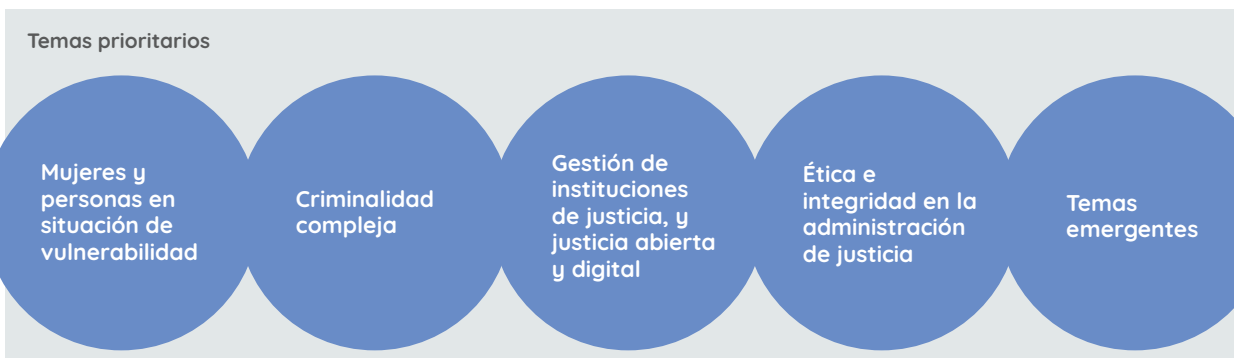 Temas prioritarios
Mujeres y
personas en
situación de
vulnerabilidad
Criminalidad
compleja
Gestión de
instituciones
de justicia, y
justicia abierta
y digital
Ética e
integridad en la
administración
de justicia
Temas
emergentes